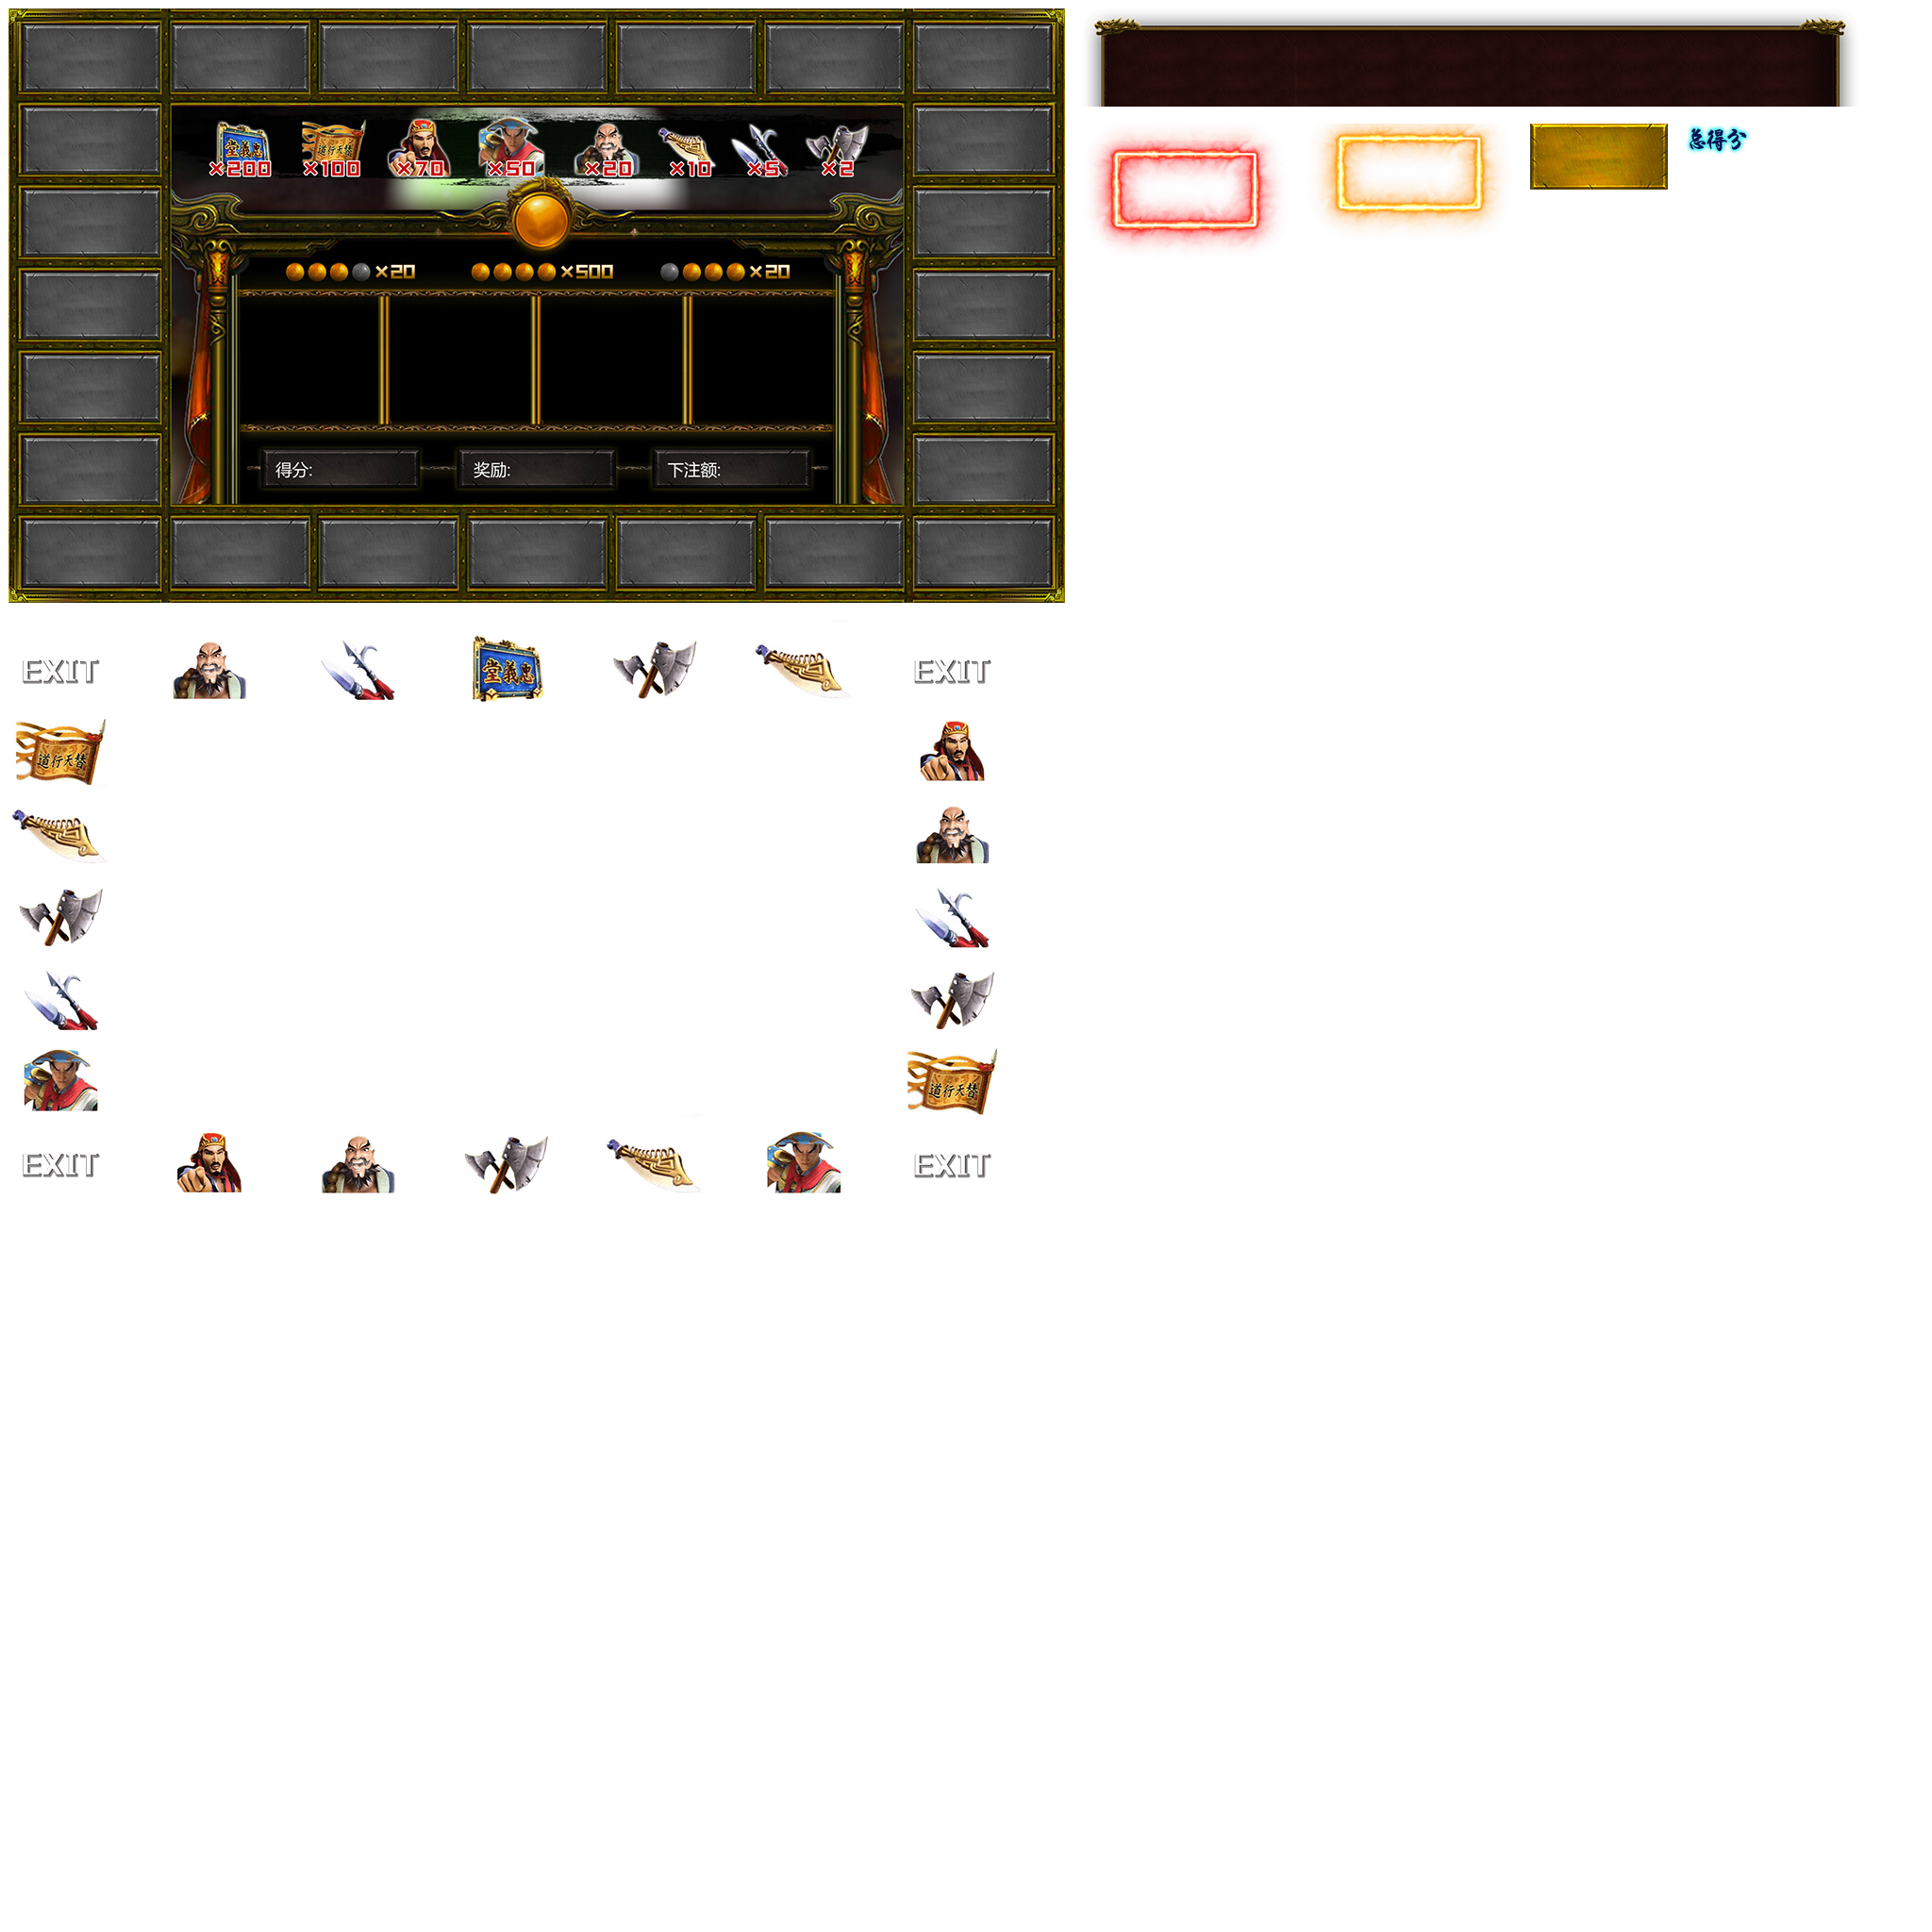 總得分
堂義忠 道行天替
×200 ×100 ×70 ×50 ×20 ×10 ×5 ×2
×20 ×500 ×20
得分: 奖励: 下注额:
EXIT 堂義忠 EXIT
道行天替
道行天替
EXIT EXIT